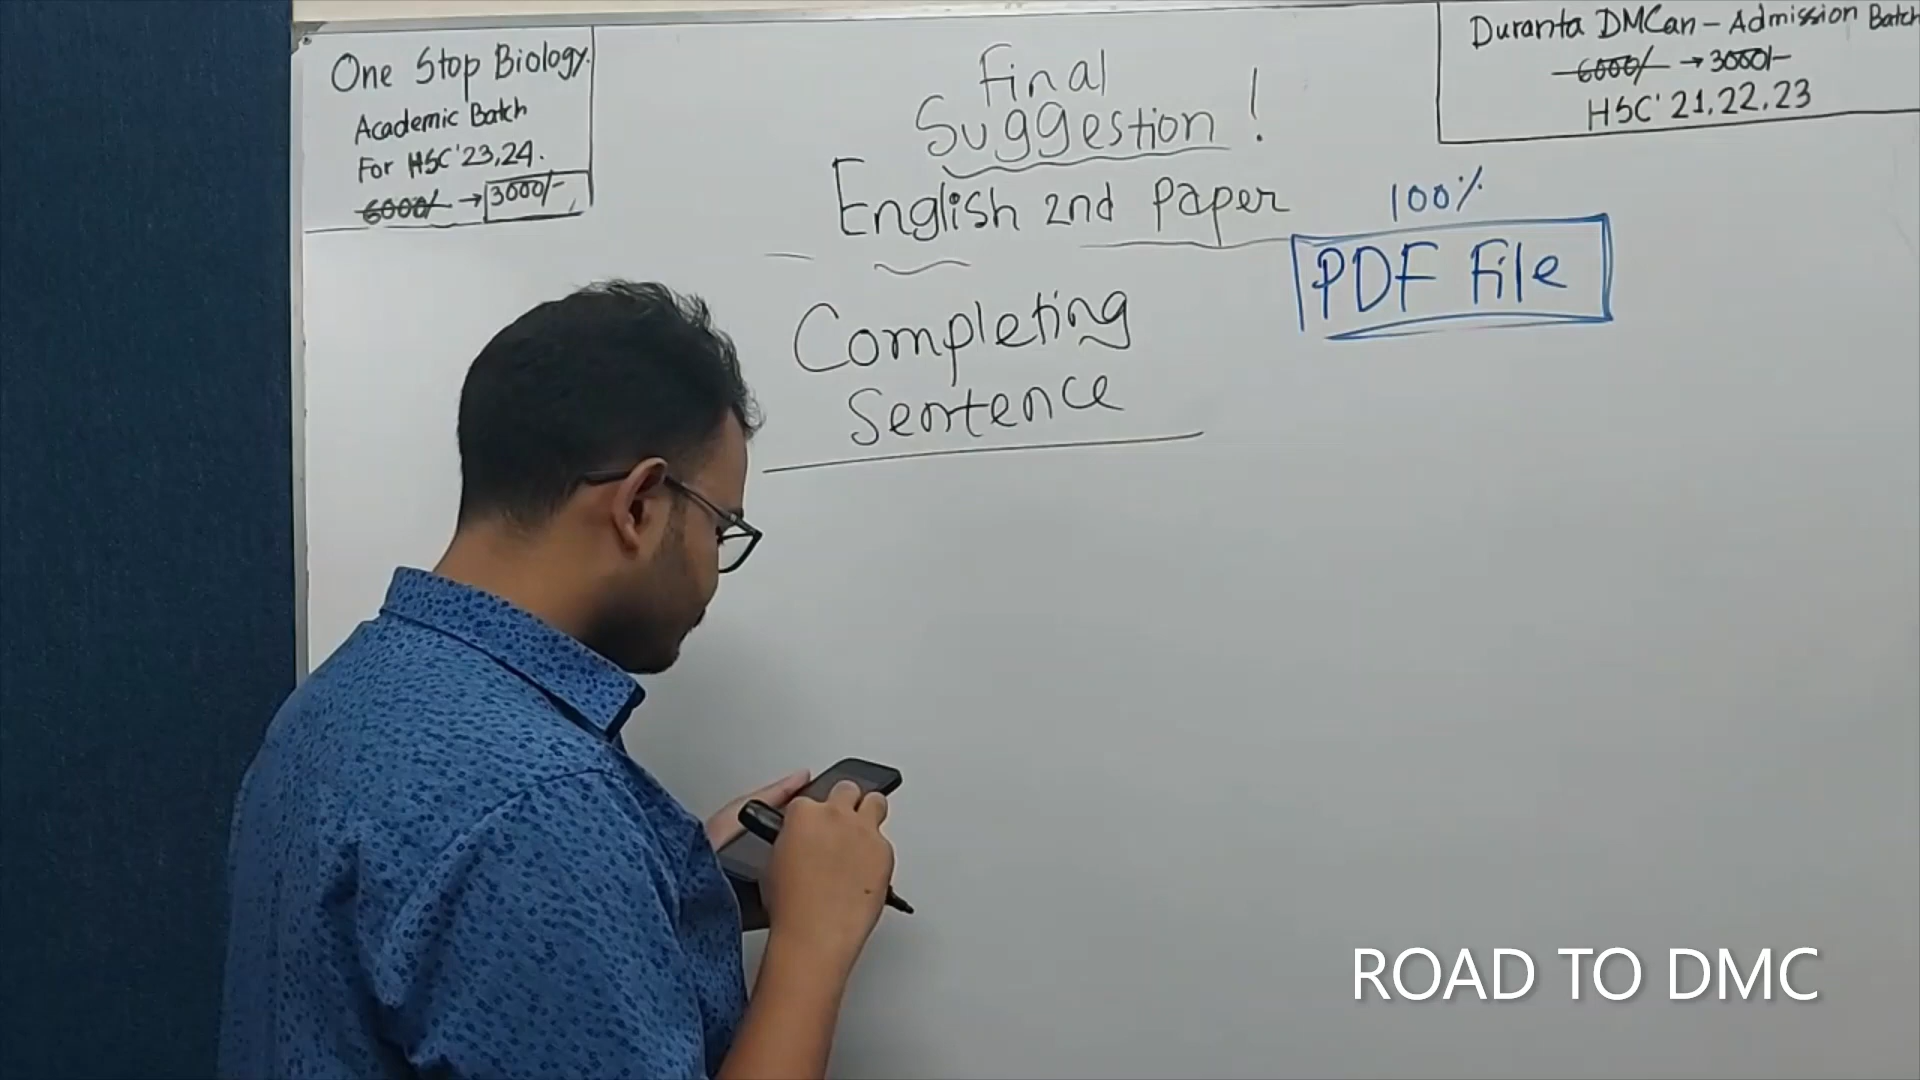 One Stop Biology.
Academic Batch
For HSC'23,24.
6000/- → 3000/-
Final
Suggestion!
English 2nd Paper
Completing
Sentence
Duranta DMCan - Admission Batch
6000/- → 3000/-
HSC'21,22,23
100%
PDF File
ROAD TO DMC